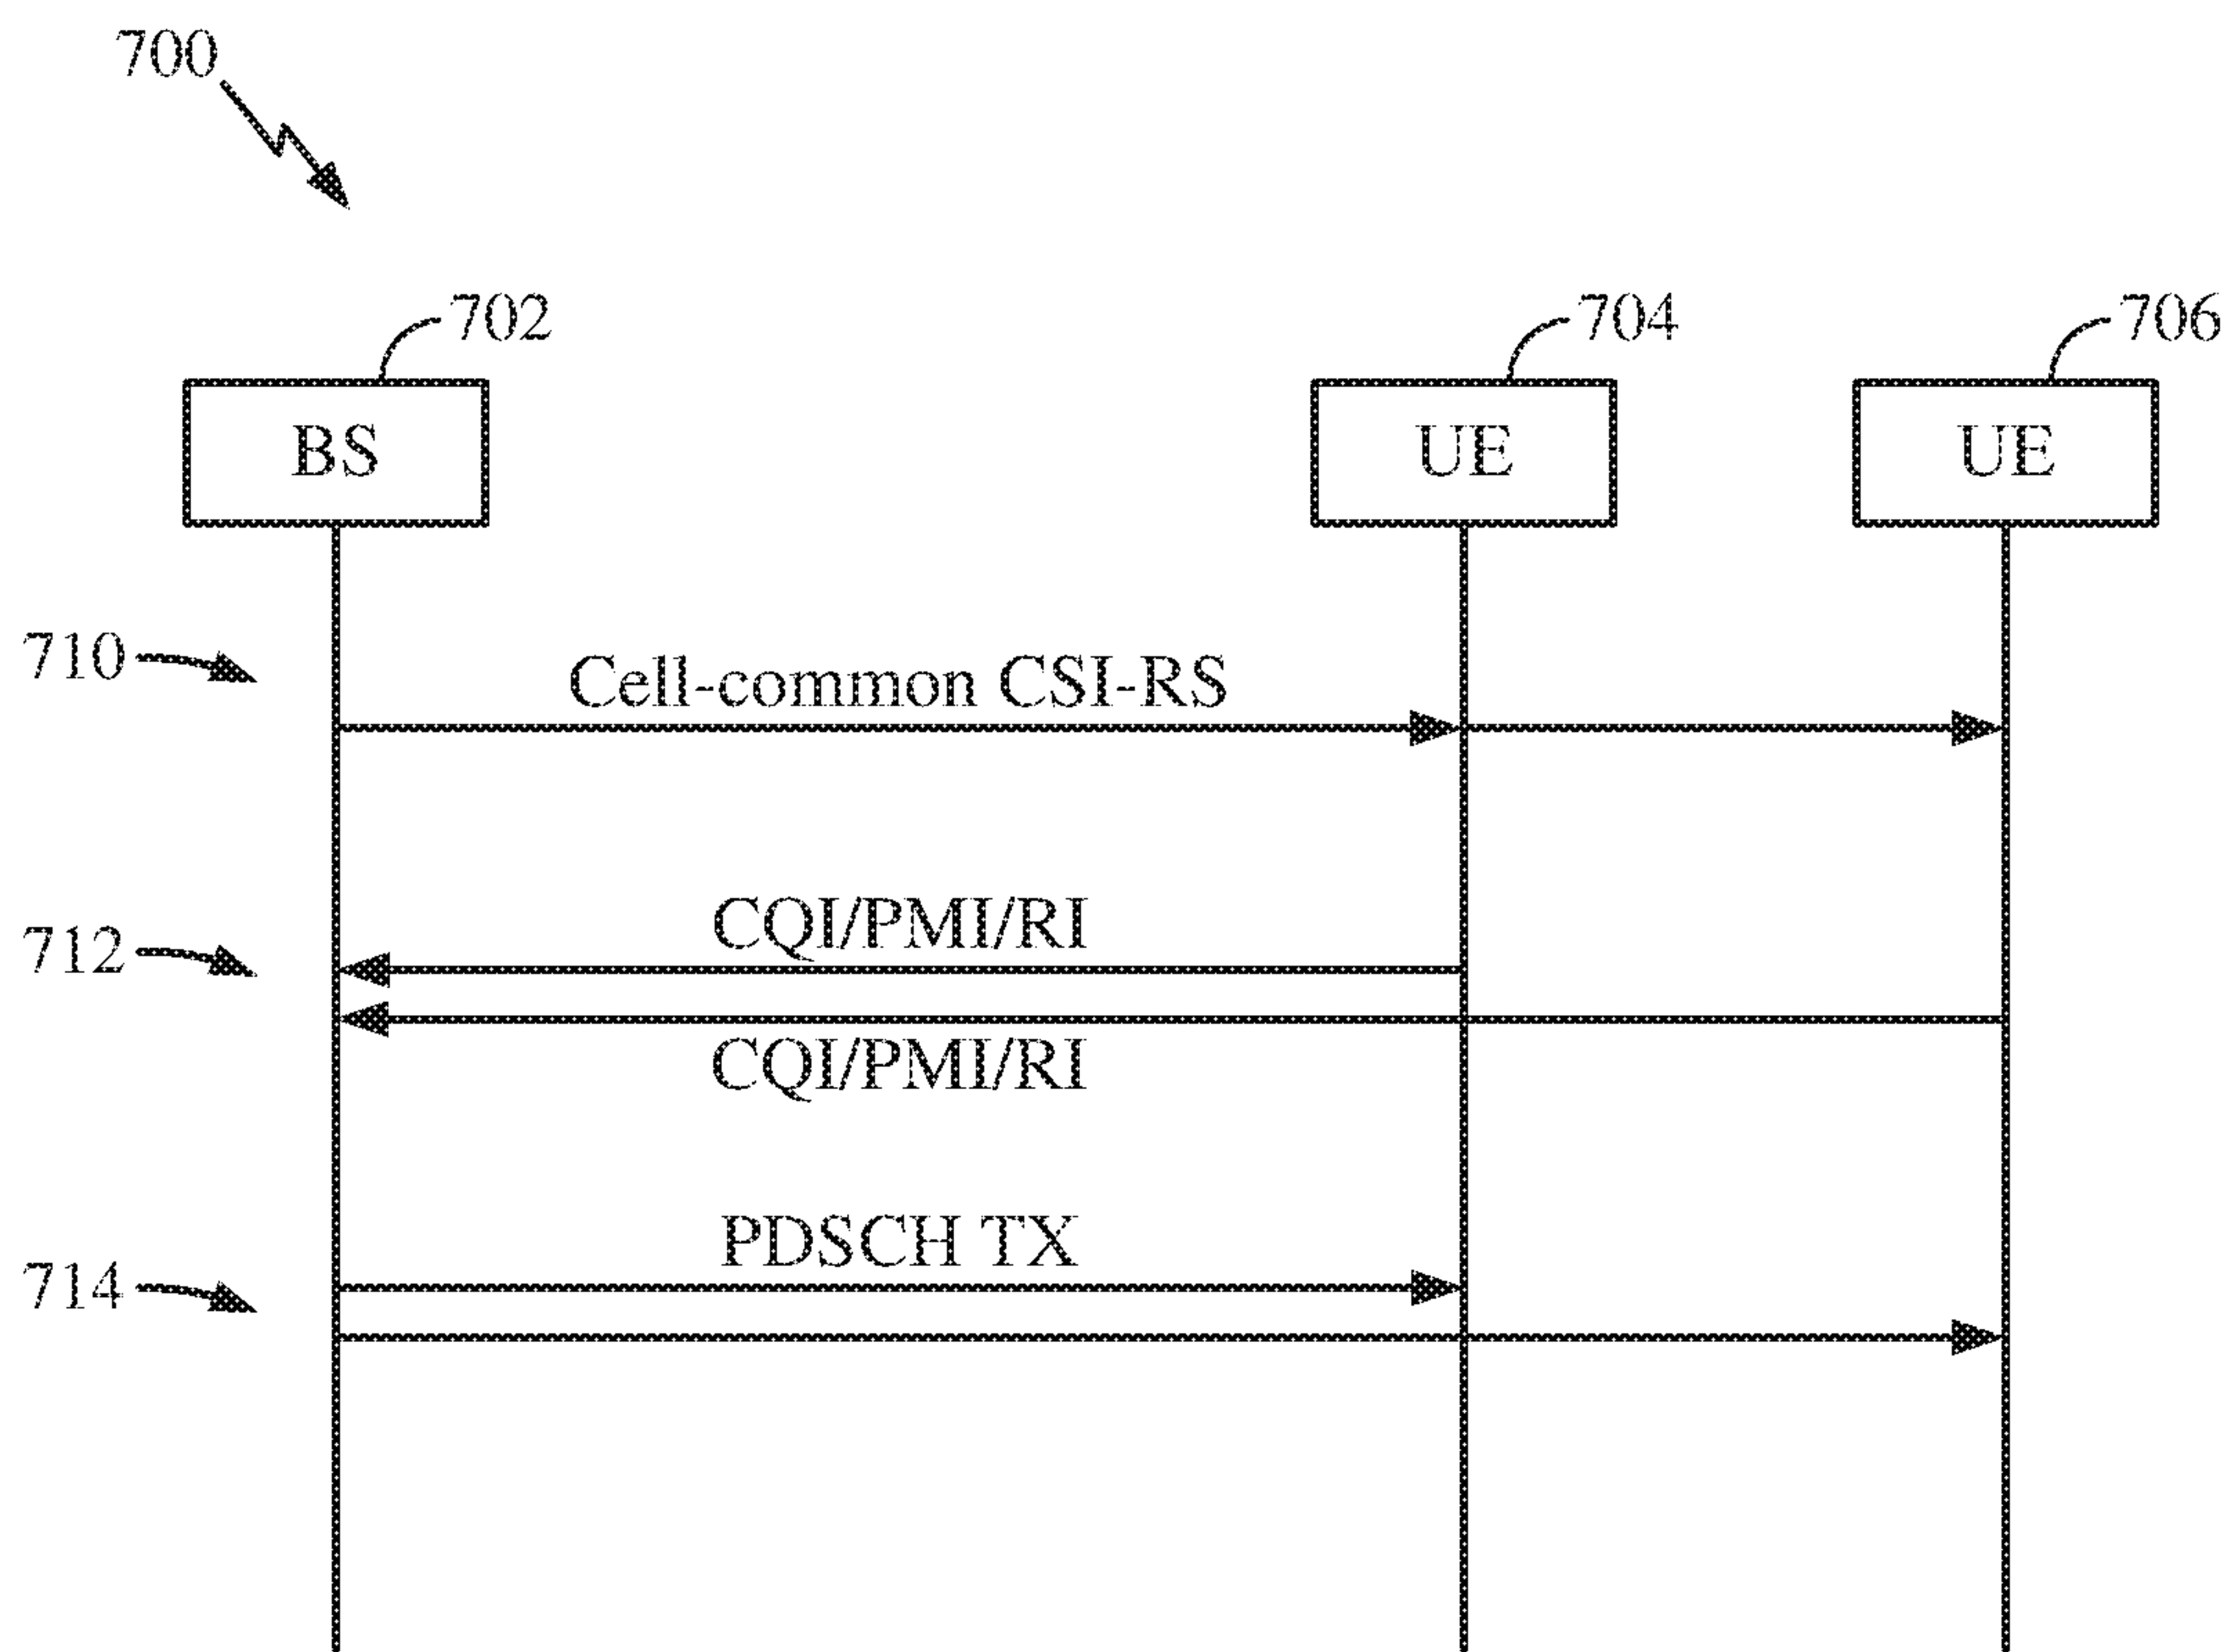 700
702
704
706
BS
UE
UE
710
Cell-common CSI-RS
CQI/PMI/RI
712
CQI/PMI/RI
PDSCH TX
714